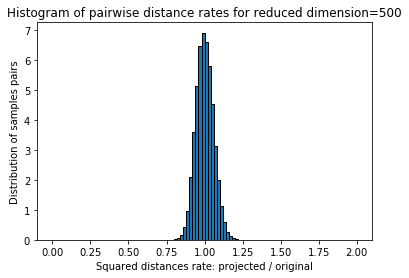 Histogram of pairwise distance rates for reduced dimension=500
Distribution of samples pairs
7
6
5
4
3
2
1
0
0.00 0.25 0.50 0.75 1.00 1.25 1.50 1.75 2.00
Squared distances rate: projected / original